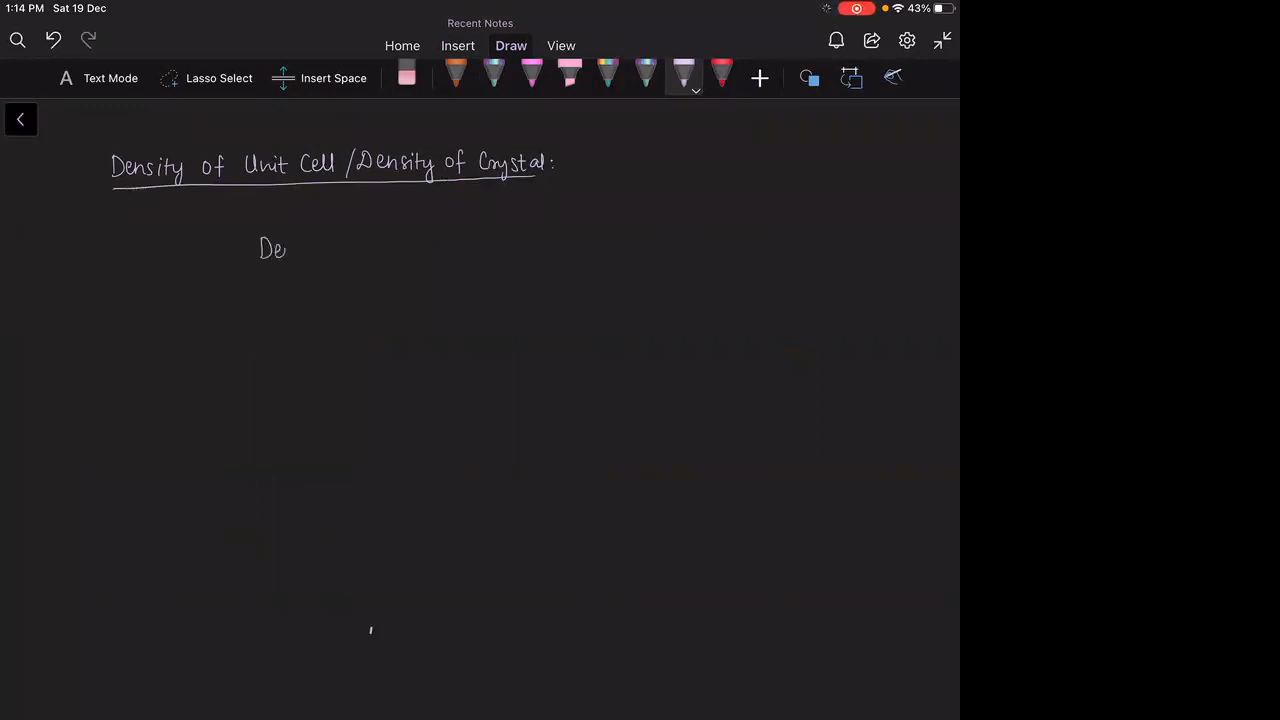 1:14 PM Sat 19 Dec 43%
Recent Notes
Home Insert Draw View
A Text Mode Lasso Select Insert Space
Density of Unit Cell / Density of Crystal:
De